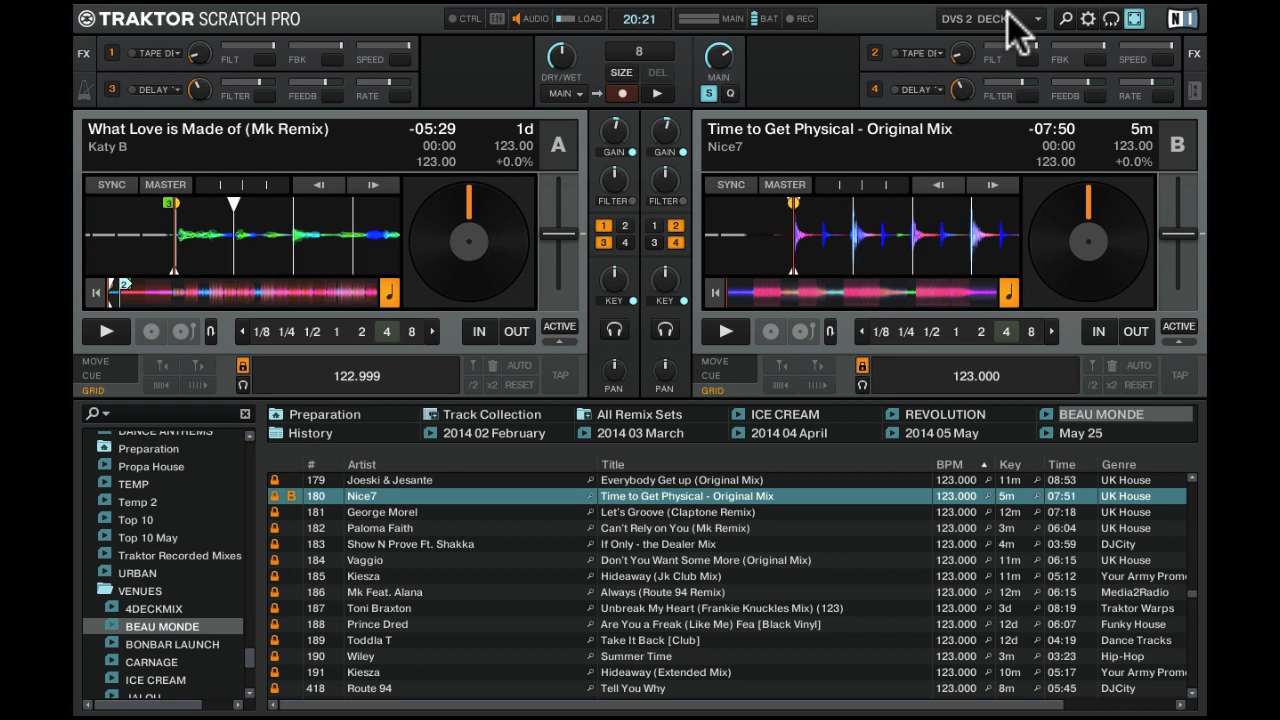 TRAKTOR SCRATCH PRO
CTRL AUDIO LOAD 20:21 MAIN BAT REC
DVS 2 DECK
FX 1 TAPE DE FILT FBK SPEED
3 DELAY FILTER FEEDB RATE
DRY/WET 8 SIZE DEL MAIN
MAIN S Q
2 TAPE DE FILT FBK SPEED FX
4 DELAY FILTER FEEDB RATE
What Love is Made of (Mk Remix) -05:29 1d
Katy B 00:00 123.00 A
123.00 +0.0%
SYNC MASTER
3
2
1/8 1/4 1/2 1 2 4 8 IN OUT ACTIVE
MOVE
CUE
GRID
122.999
AUTO
/2 x2 RESET
TAP
GAIN GAIN
FILTER FILTER
1 2 1 2
3 4 3 4
KEY KEY
PAN PAN
Time to Get Physical - Original Mix -07:50 5m
Nice7 00:00 123.00 B
123.00 +0.0%
SYNC MASTER
1/8 1/4 1/2 1 2 4 8 IN OUT ACTIVE
MOVE
CUE
GRID
123.000
AUTO
/2 x2 RESET
TAP
Preparation Track Collection All Remix Sets ICE CREAM REVOLUTION BEAU MONDE
History 2014 02 February 2014 03 March 2014 04 April 2014 05 May May 25
DANCE ANTHEMS
Preparation
Propa House
TEMP
Temp 2
Top 10
Top 10 May
Traktor Recorded Mixes
URBAN
VENUES
4DECKMIX
BEAU MONDE
BONBAR LAUNCH
CARNAGE
ICE CREAM
JALOU
# Artist Title BPM Key Time Genre
179 Joeski & Jesante Everybody Get up (Original Mix) 123.000 11m 08:53 UK House
B 180 Nice7 Time to Get Physical - Original Mix 123.000 5m 07:51 UK House
181 George Morel Let's Groove (Claptone Remix) 123.000 12m 07:18 UK House
182 Paloma Faith Can't Rely on You (Mk Remix) 123.000 3m 06:04 UK House
183 Show N Prove Ft. Shakka If Only - the Dealer Mix 123.000 4m 03:59 DJCity
184 Vaggio Don't You Want Some More (Original Mix) 123.000 11m 06:15 UK House
185 Kiesza Hideaway (Jk Club Mix) 123.000 11m 05:12 Your Army Promo
186 Mk Feat. Alana Always (Route 94 Remix) 123.000 12m 06:15 Media2Radio
187 Toni Braxton Unbreak My Heart (Frankie Knuckles Mix) (123) 123.000 3d 08:19 Traktor Warps
188 Prince Dred Are You a Freak (Like Me) Fea [Black Vinyl] 123.000 12d 06:07 Funky House
189 Toddla T Take It Back [Club] 123.000 12d 04:19 Dance Tracks
190 Wiley Summer Time 123.000 3m 03:23 Hip-Hop
191 Kiesza Hideaway (Extended Mix) 123.000 10m 05:17 Your Army Promo
418 Route 94 Tell You Why 123.000 8m 05:45 DJCity